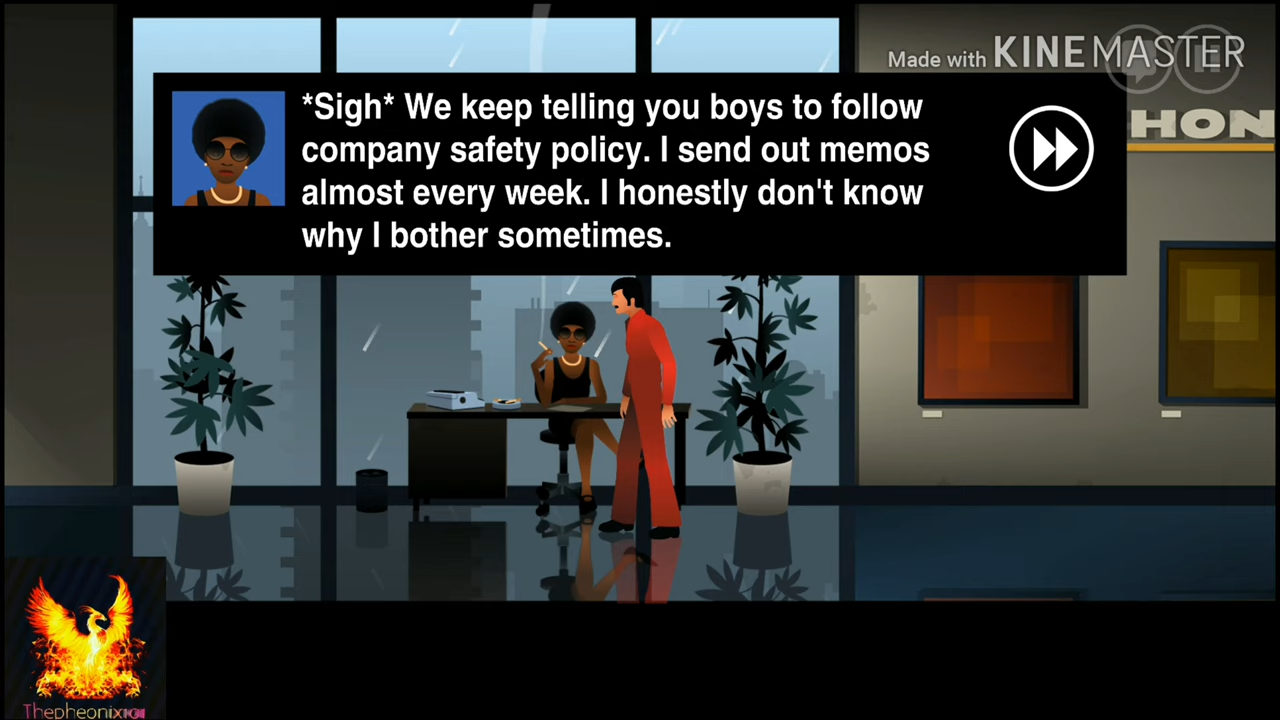 Made with KINEMASTER
*Sigh* We keep telling you boys to follow
company safety policy. I send out memos
almost every week. I honestly don't know
why I bother sometimes.
HON